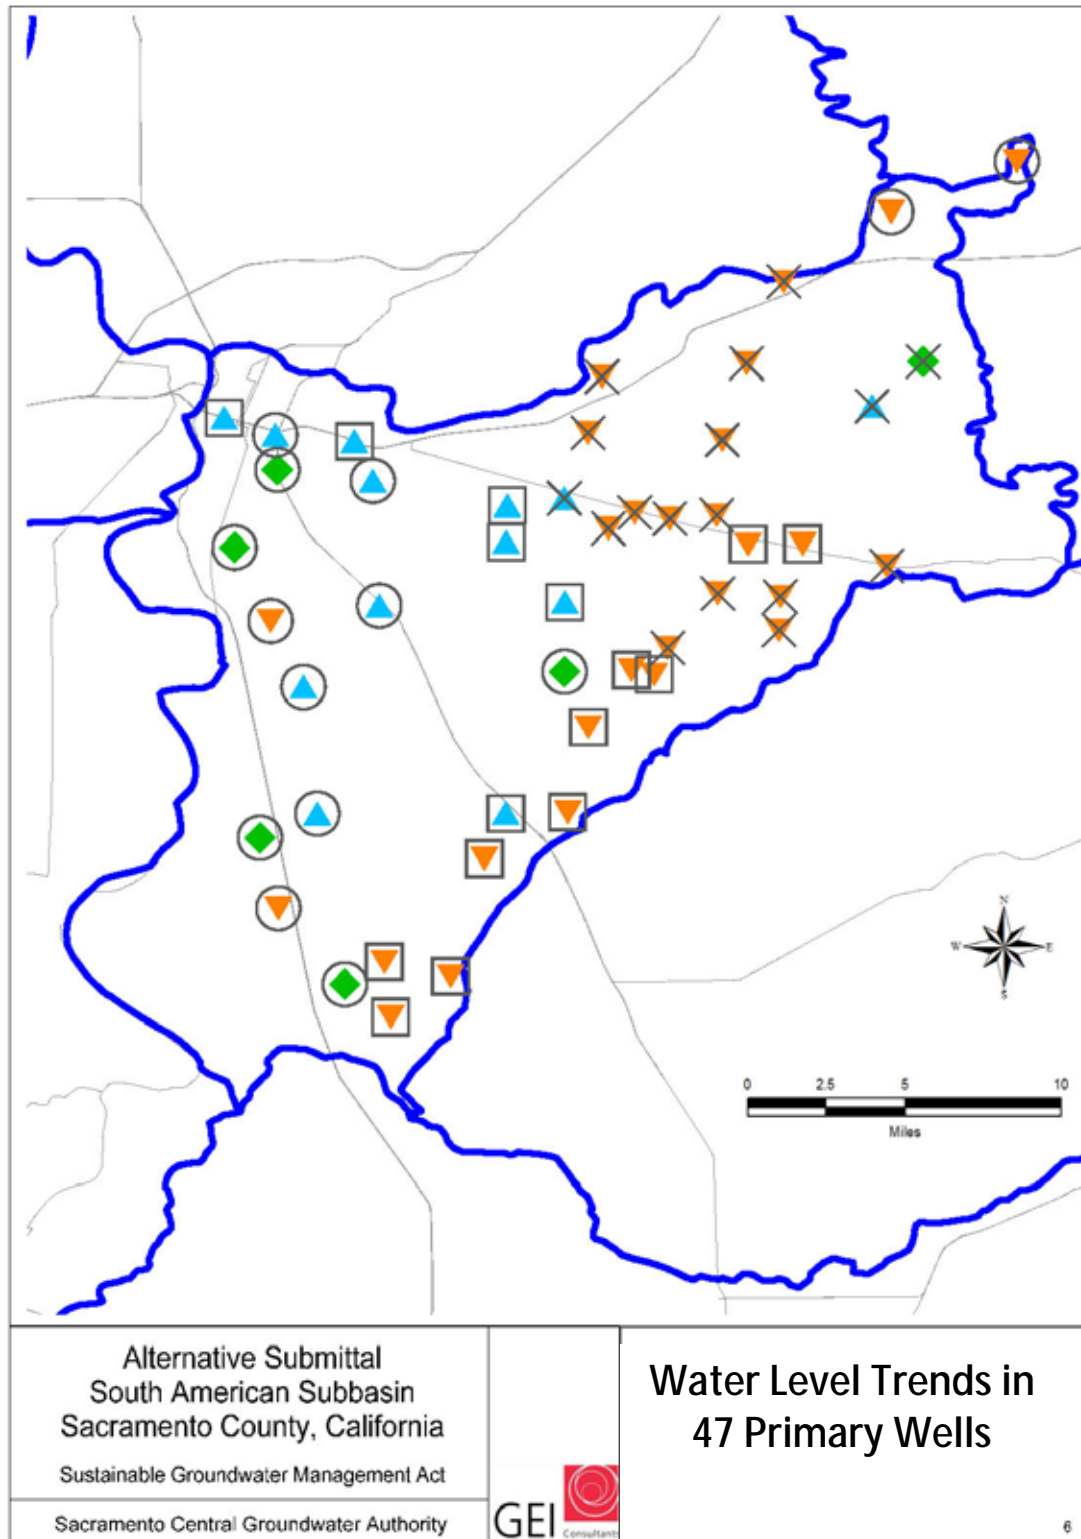 N
W E
S
0 2.5 5 10
Miles
Alternative Submittal
South American Subbasin
Sacramento County, California
Sustainable Groundwater Management Act
Sacramento Central Groundwater Authority
GEI
Consultants
Water Level Trends in
47 Primary Wells
6